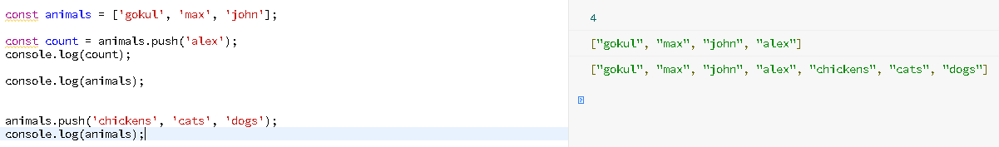 const animals = ['gokul', 'max', 'john'];
const count = animals.push('alex');
console.log(count);
console.log(animals);
animals.push('chickens', 'cats', 'dogs');
console.log(animals);
4
["gokul", "max", "john", "alex"]
["gokul", "max", "john", "alex", "chickens", "cats", "dogs"]